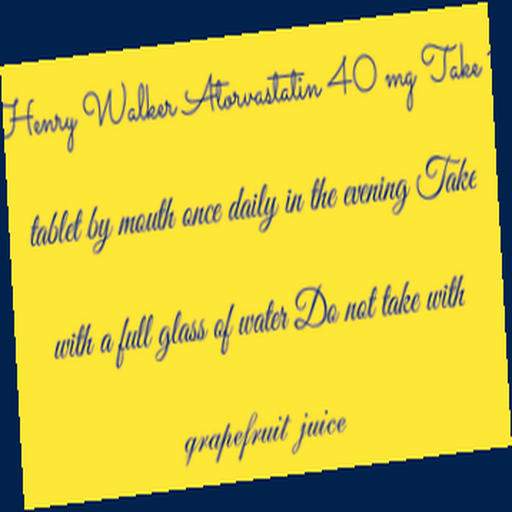 Henry Walker Atorvastatin 40 mg Take
tablet by mouth once daily in the evening Take
with a full glass of water Do not take with
grapefruit juice